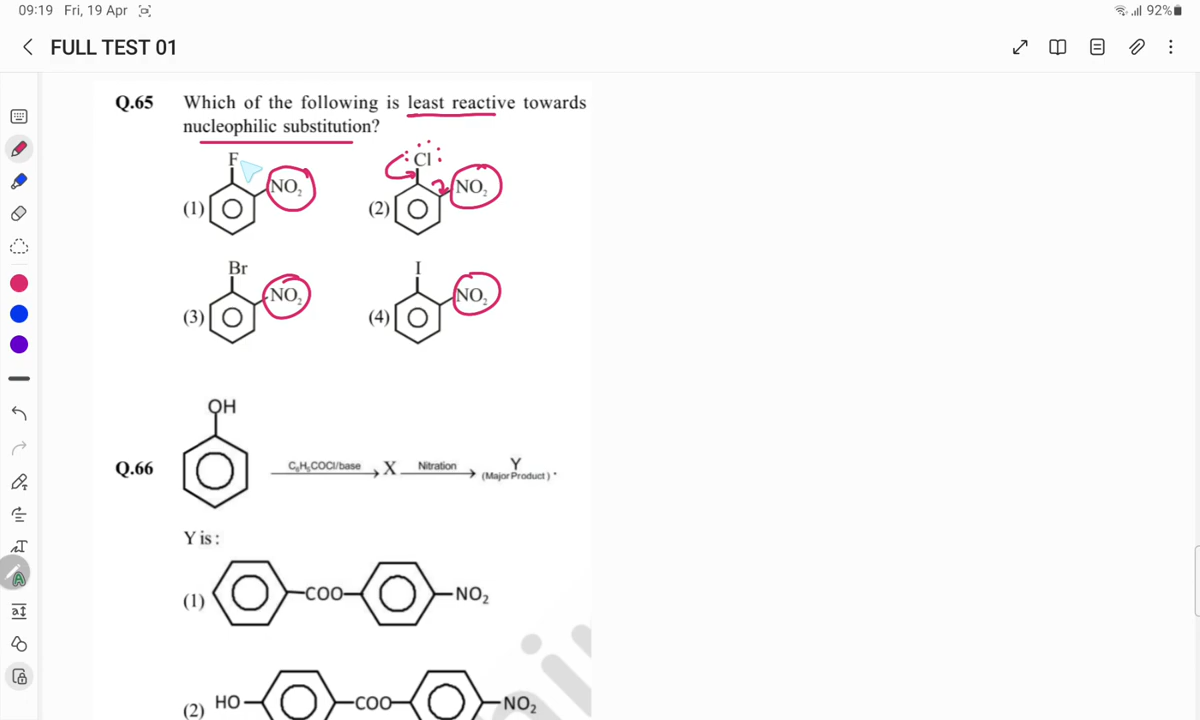 09:19 Fri, 19 Apr
92%
FULL TEST 01
Q.65 Which of the following is least reactive towards
nucleophilic substitution?
F
NO₂
(1)
Cl
NO₂
(2)
Br
NO₂
(3)
I
NO₂
(4)
OH
Q.66 C₆H₅COCl/base X Nitration Y
(Major Product)
Y is :
(1) COO NO₂
(2) HO COO NO₂